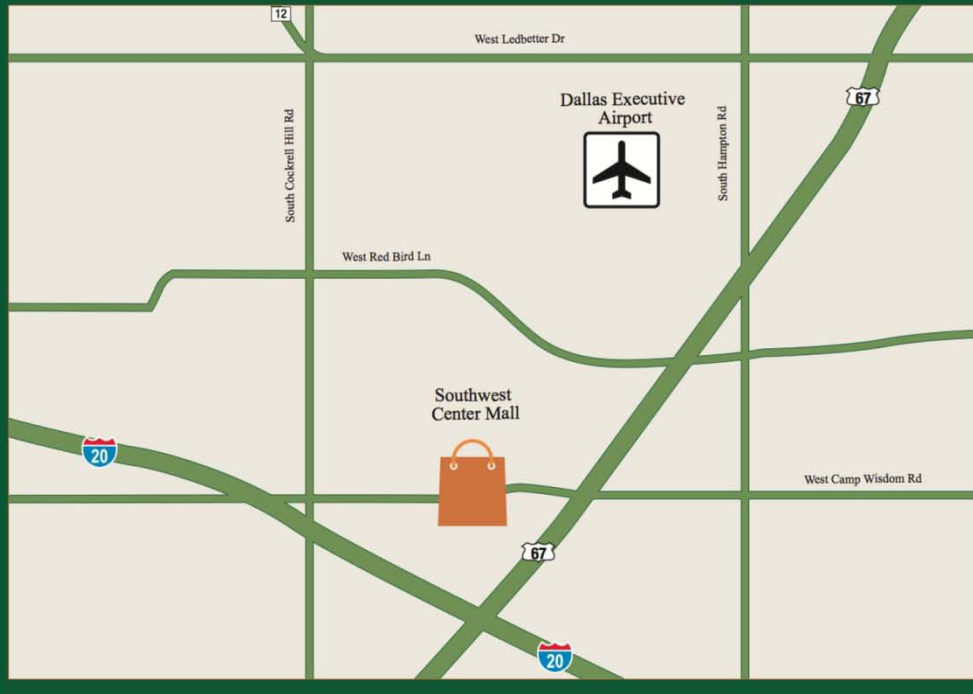 12
West Ledbetter Dr
67
Dallas Executive
Airport
South Cockrell Hill Rd
South Hampton Rd
West Red Bird Ln
Southwest
Center Mall
20
West Camp Wisdom Rd
67
20